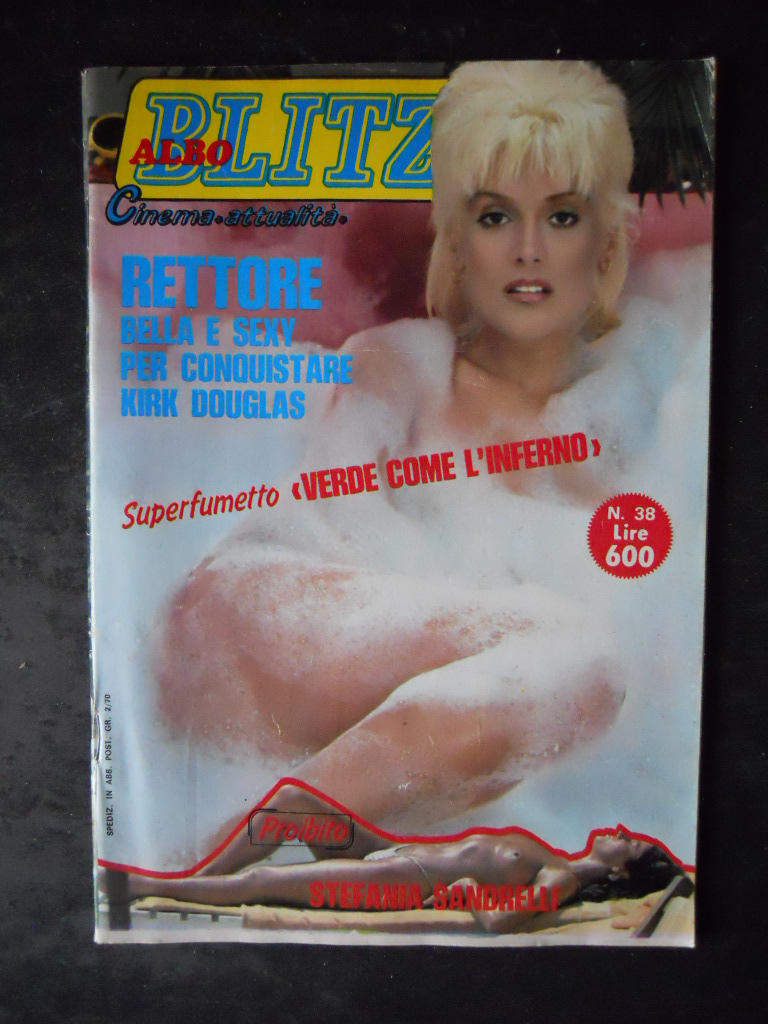 ALBO
BLITZ
Cinema·attualità·
RETTORE
BELLA E SEXY
PER CONQUISTARE
KIRK DOUGLAS
Superfumetto «VERDE COME L'INFERNO»
N. 38
Lire
600
SPEDIZ. IN ABB. POST. GR. 2/70
Proibito
STEFANIA SANDRELLI